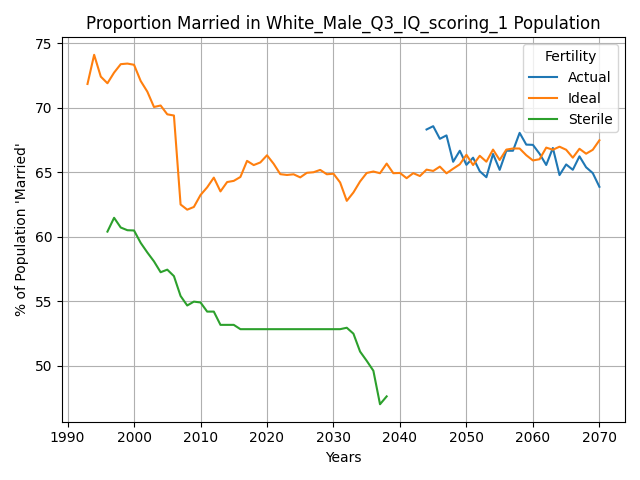 Proportion Married in White_Male_Q3_IQ_scoring_1 Population
% of Population 'Married'
75
70
65
60
55
50
Fertility
Actual
Ideal
Sterile
1990 2000 2010 2020 2030 2040 2050 2060 2070
Years